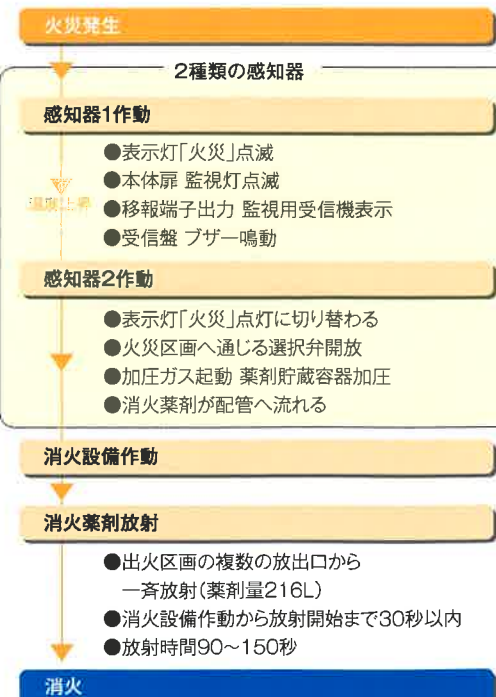 火災発生
2種類の感知器
感知器1作動
●表示灯「火災」点滅
●本体扉 監視灯点滅
温度上昇
●移報端子出力 監視用受信機表示
●受信盤 ブザー鳴動
感知器2作動
●表示灯「火災」点灯に切り替わる
●火災区画へ通じる選択弁開放
●加圧ガス起動 薬剤貯蔵容器加圧
●消火薬剤が配管へ流れる
消火設備作動
消火薬剤放射
●出火区画の複数の放出口から
一斉放射(薬剤量216L)
●消火設備作動から放射開始まで30秒以内
●放射時間90〜150秒
消火